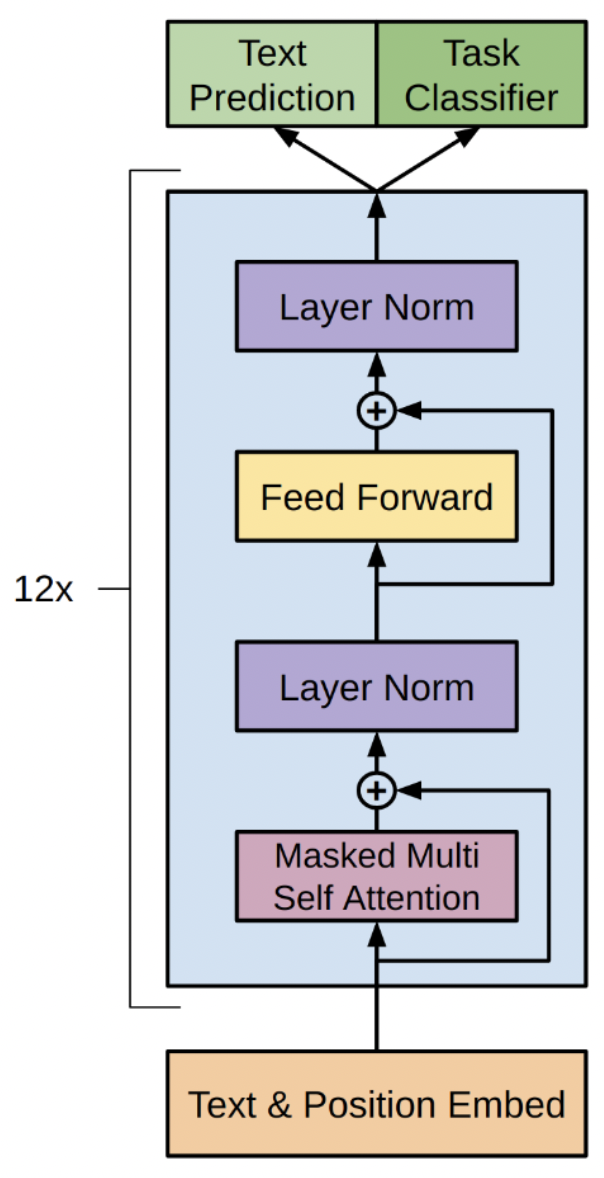 Text
Prediction
Task
Classifier
Layer Norm
+
Feed Forward
12x
Layer Norm
+
Masked Multi
Self Attention
Text & Position Embed